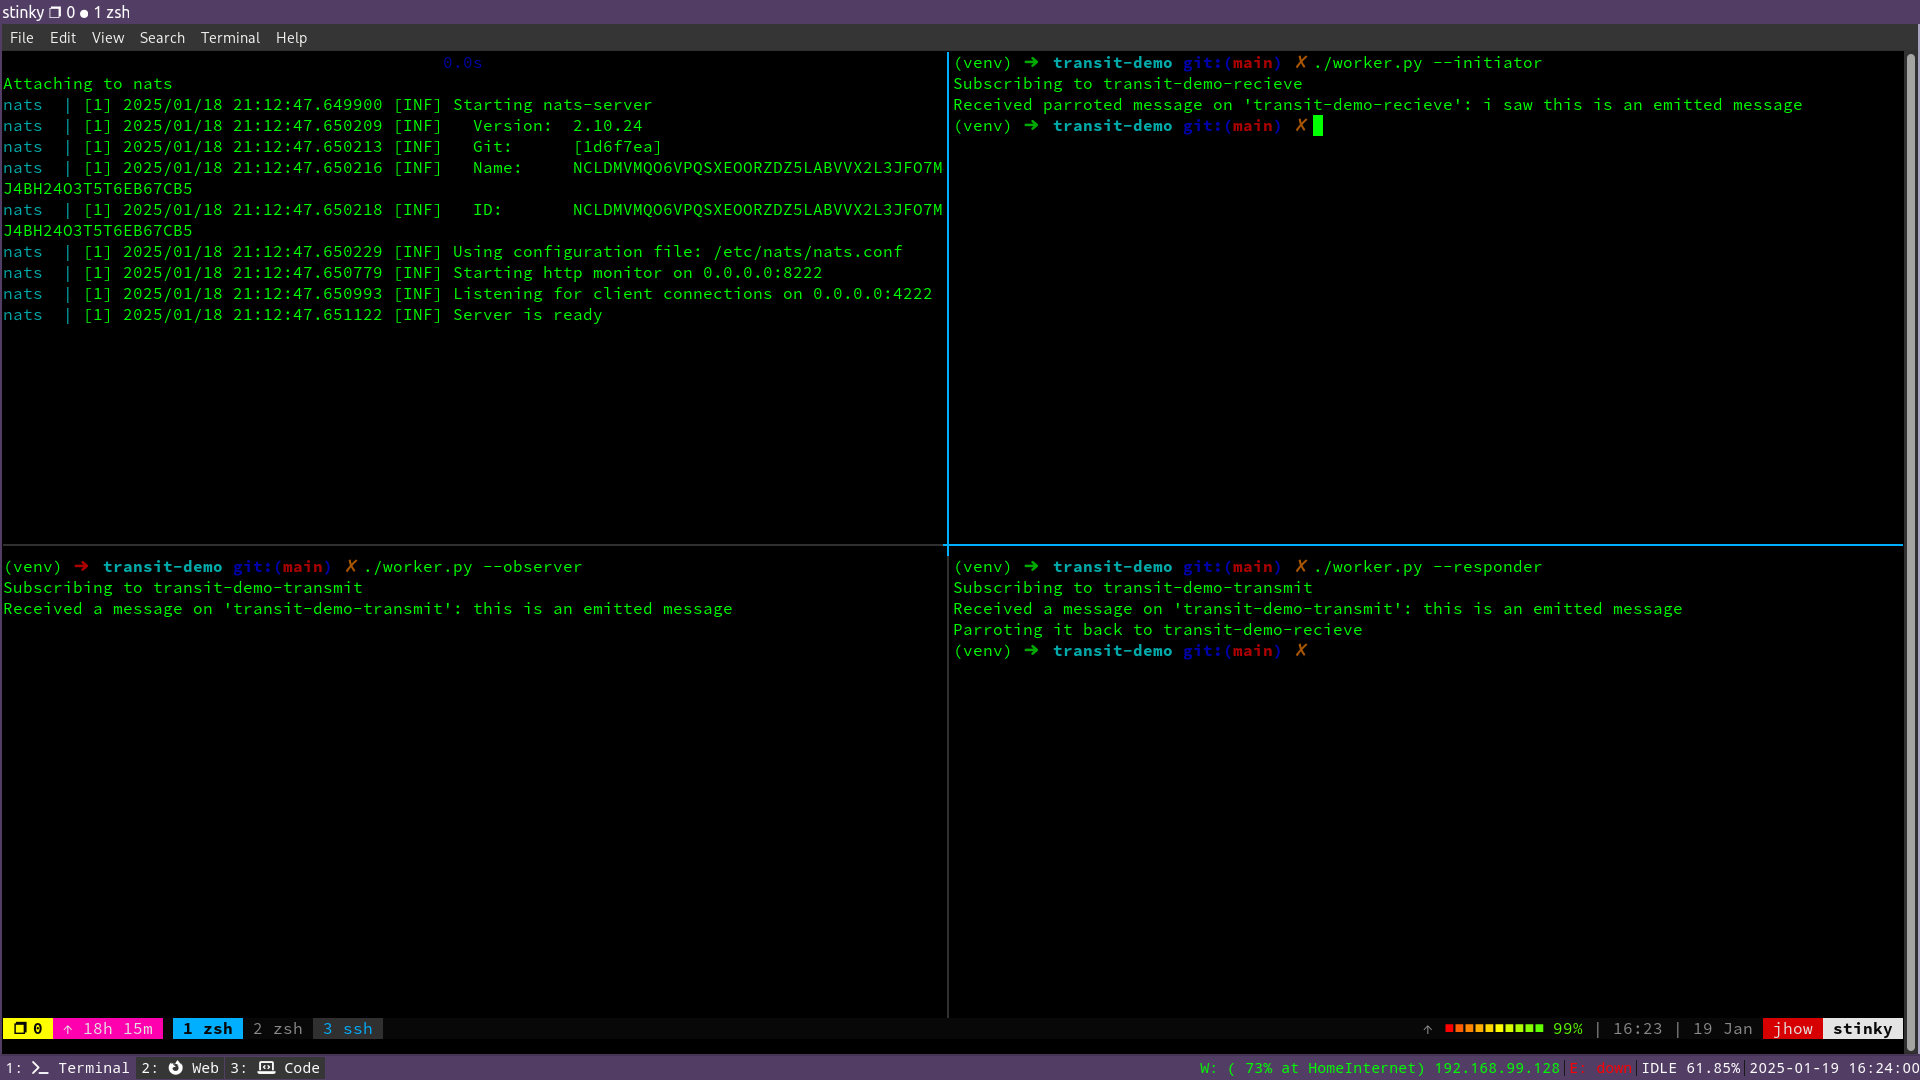 stinky ❐ 0 ● 1 zsh
File Edit View Search Terminal Help
0.0s
Attaching to nats
nats  | [1] 2025/01/18 21:12:47.649900 [INF] Starting nats-server
nats  | [1] 2025/01/18 21:12:47.650209 [INF]   Version:  2.10.24
nats  | [1] 2025/01/18 21:12:47.650213 [INF]   Git:      [1d6f7ea]
nats  | [1] 2025/01/18 21:12:47.650216 [INF]   Name:     NCLDMVMQO6VPQSXEOORZDZ5LABVVX2L3JFO7M
J4BH24O3T5T6EB67CB5
nats  | [1] 2025/01/18 21:12:47.650218 [INF]   ID:       NCLDMVMQO6VPQSXEOORZDZ5LABVVX2L3JFO7M
J4BH24O3T5T6EB67CB5
nats  | [1] 2025/01/18 21:12:47.650229 [INF] Using configuration file: /etc/nats/nats.conf
nats  | [1] 2025/01/18 21:12:47.650779 [INF] Starting http monitor on 0.0.0.0:8222
nats  | [1] 2025/01/18 21:12:47.650993 [INF] Listening for client connections on 0.0.0.0:4222
nats  | [1] 2025/01/18 21:12:47.651122 [INF] Server is ready
(venv) ➜  transit-demo git:(main) ✗ ./worker.py --initiator
Subscribing to transit-demo-recieve
Received parroted message on 'transit-demo-recieve': i saw this is an emitted message
(venv) ➜  transit-demo git:(main) ✗
(venv) ➜  transit-demo git:(main) ✗ ./worker.py --observer
Subscribing to transit-demo-transmit
Received a message on 'transit-demo-transmit': this is an emitted message
(venv) ➜  transit-demo git:(main) ✗ ./worker.py --responder
Subscribing to transit-demo-transmit
Received a message on 'transit-demo-transmit': this is an emitted message
Parroting it back to transit-demo-recieve
(venv) ➜  transit-demo git:(main) ✗
❐ 0 ↑ 18h 15m 1 zsh 2 zsh 3 ssh ↑ 99% | 16:23 | 19 Jan jhow stinky
1: Terminal 2: Web 3: Code W: ( 73% at HomeInternet) 192.168.99.128 E: down IDLE 61.85% 2025-01-19 16:24:00